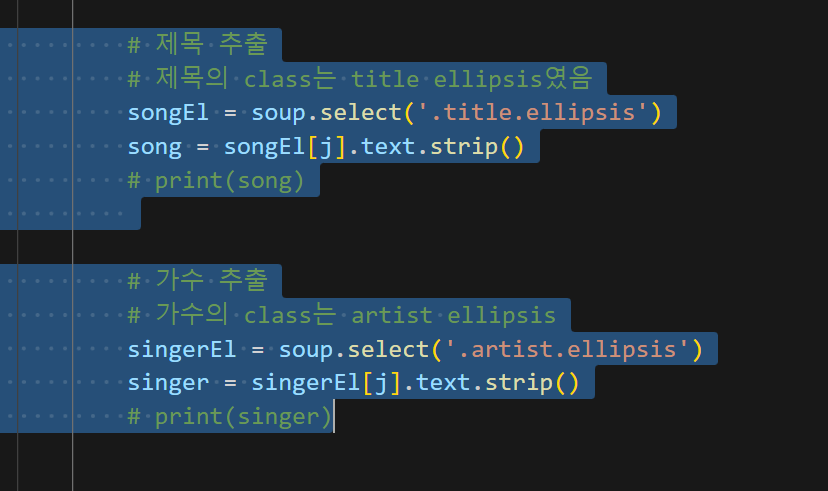 # 제목 추출
# 제목의 class는 title ellipsis였음
songEl = soup.select('.title.ellipsis')
song = songEl[j].text.strip()
# print(song)
# 가수 추출
# 가수의 class는 artist ellipsis
singerEl = soup.select('.artist.ellipsis')
singer = singerEl[j].text.strip()
# print(singer)